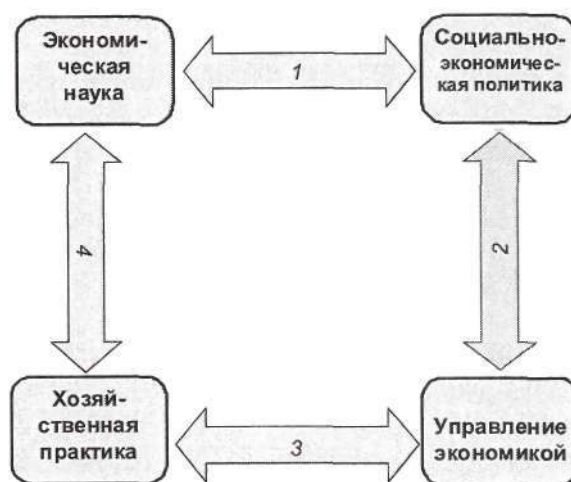 Экономи-
ческая
наука
1
Социально-
экономичес-
кая политика
4
2
Хозяй-
ственная
практика
3
Управление
экономикой